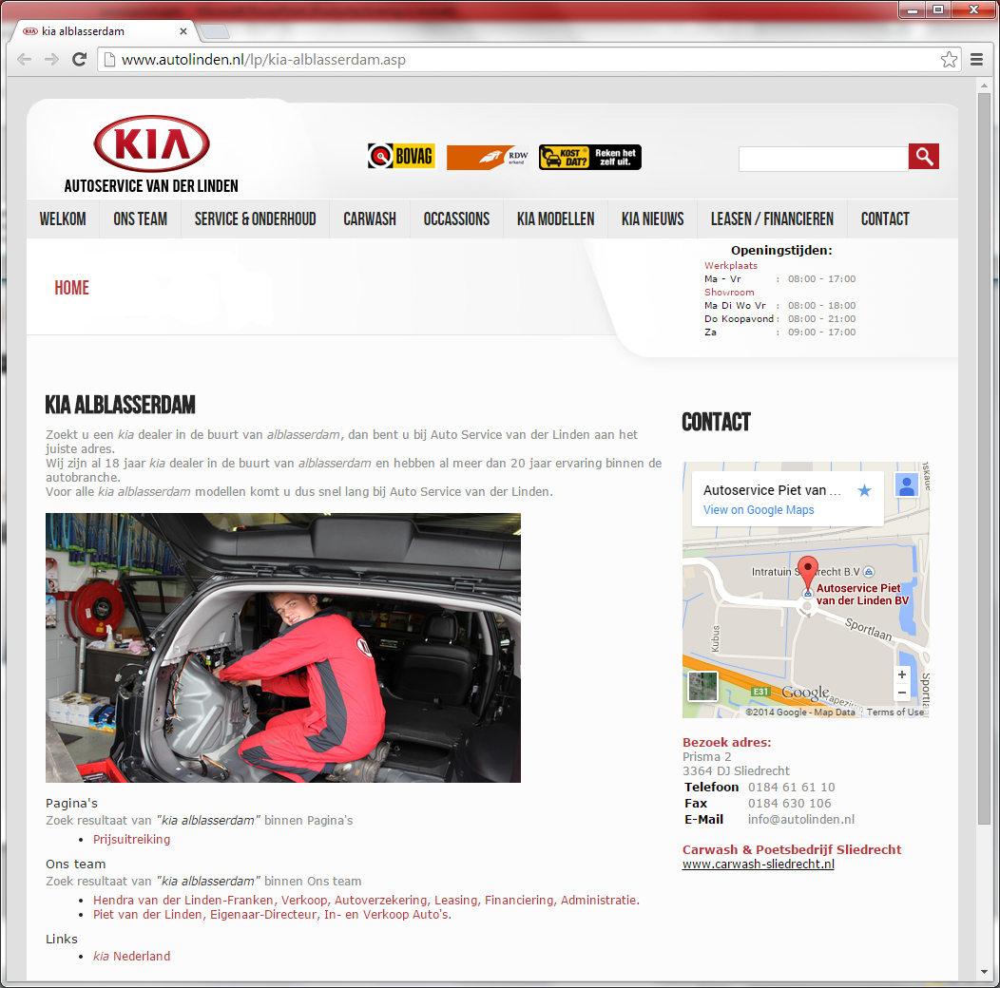 kia alblasserdam
www.autolinden.nl/lp/kia-alblasserdam.asp
KIA
AUTOSERVICE VAN DER LINDEN
BOVAG
RDW
erkend
KOST DAT?
Reken het zelf uit.
WELKOM ONS TEAM SERVICE & ONDERHOUD CARWASH OCCASSIONS KIA MODELLEN KIA NIEUWS LEASEN / FINANCIEREN CONTACT
HOME
Openingstijden:
Werkplaats
Ma - Vr : 08:00 - 17:00
Showroom
Ma Di Wo Vr : 08:00 - 18:00
Do Koopavond : 08:00 - 21:00
Za : 09:00 - 17:00
KIA ALBLASSERDAM
Zoekt u een kia dealer in de buurt van alblasserdam, dan bent u bij Auto Service van der Linden aan het
juiste adres.
Wij zijn al 18 jaar kia dealer in de buurt van alblasserdam en hebben al meer dan 20 jaar ervaring binnen de
autobranche.
Voor alle kia alblasserdam modellen komt u dus snel lang bij Auto Service van der Linden.
Pagina's
Zoek resultaat van "kia alblasserdam" binnen Pagina's
• Prijsuitreiking
Ons team
Zoek resultaat van "kia alblasserdam" binnen Ons team
• Hendra van der Linden-Franken, Verkoop, Autoverzekering, Leasing, Financiering, Administratie.
• Piet van der Linden, Eigenaar-Directeur, In- en Verkoop Auto's.
Links
• kia Nederland
CONTACT
Autoservice Piet van ...
View on Google Maps
Intratuin Sliedrecht B.V
Autoservice Piet
van der Linden BV
Sportlaan
Kubus
E31
Google
Sportlaan
+
−
©2014 Google - Map Data Terms of Use
Bezoek adres:
Prisma 2
3364 DJ Sliedrecht
Telefoon 0184 61 61 10
Fax 0184 630 106
E-Mail info@autolinden.nl
Carwash & Poetsbedrijf Sliedrecht
www.carwash-sliedrecht.nl